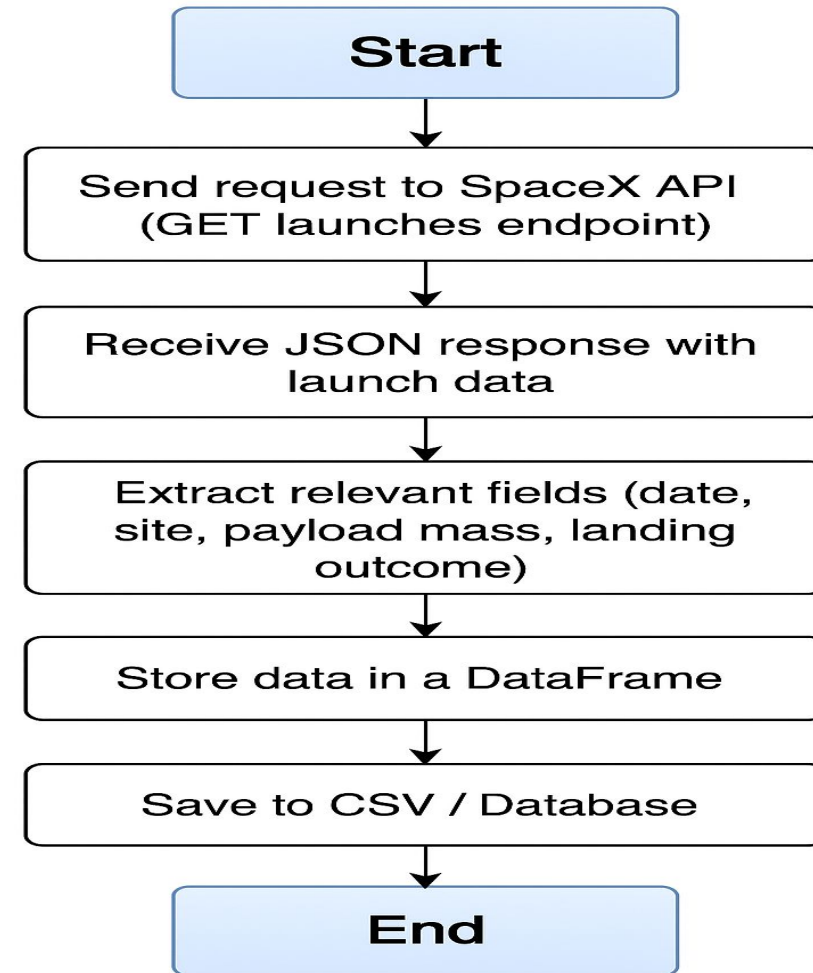 Start
Send request to SpaceX API
(GET launches endpoint)
Receive JSON response with
launch data
Extract relevant fields (date,
site, payload mass, landing
outcome)
Store data in a DataFrame
Save to CSV / Database
End